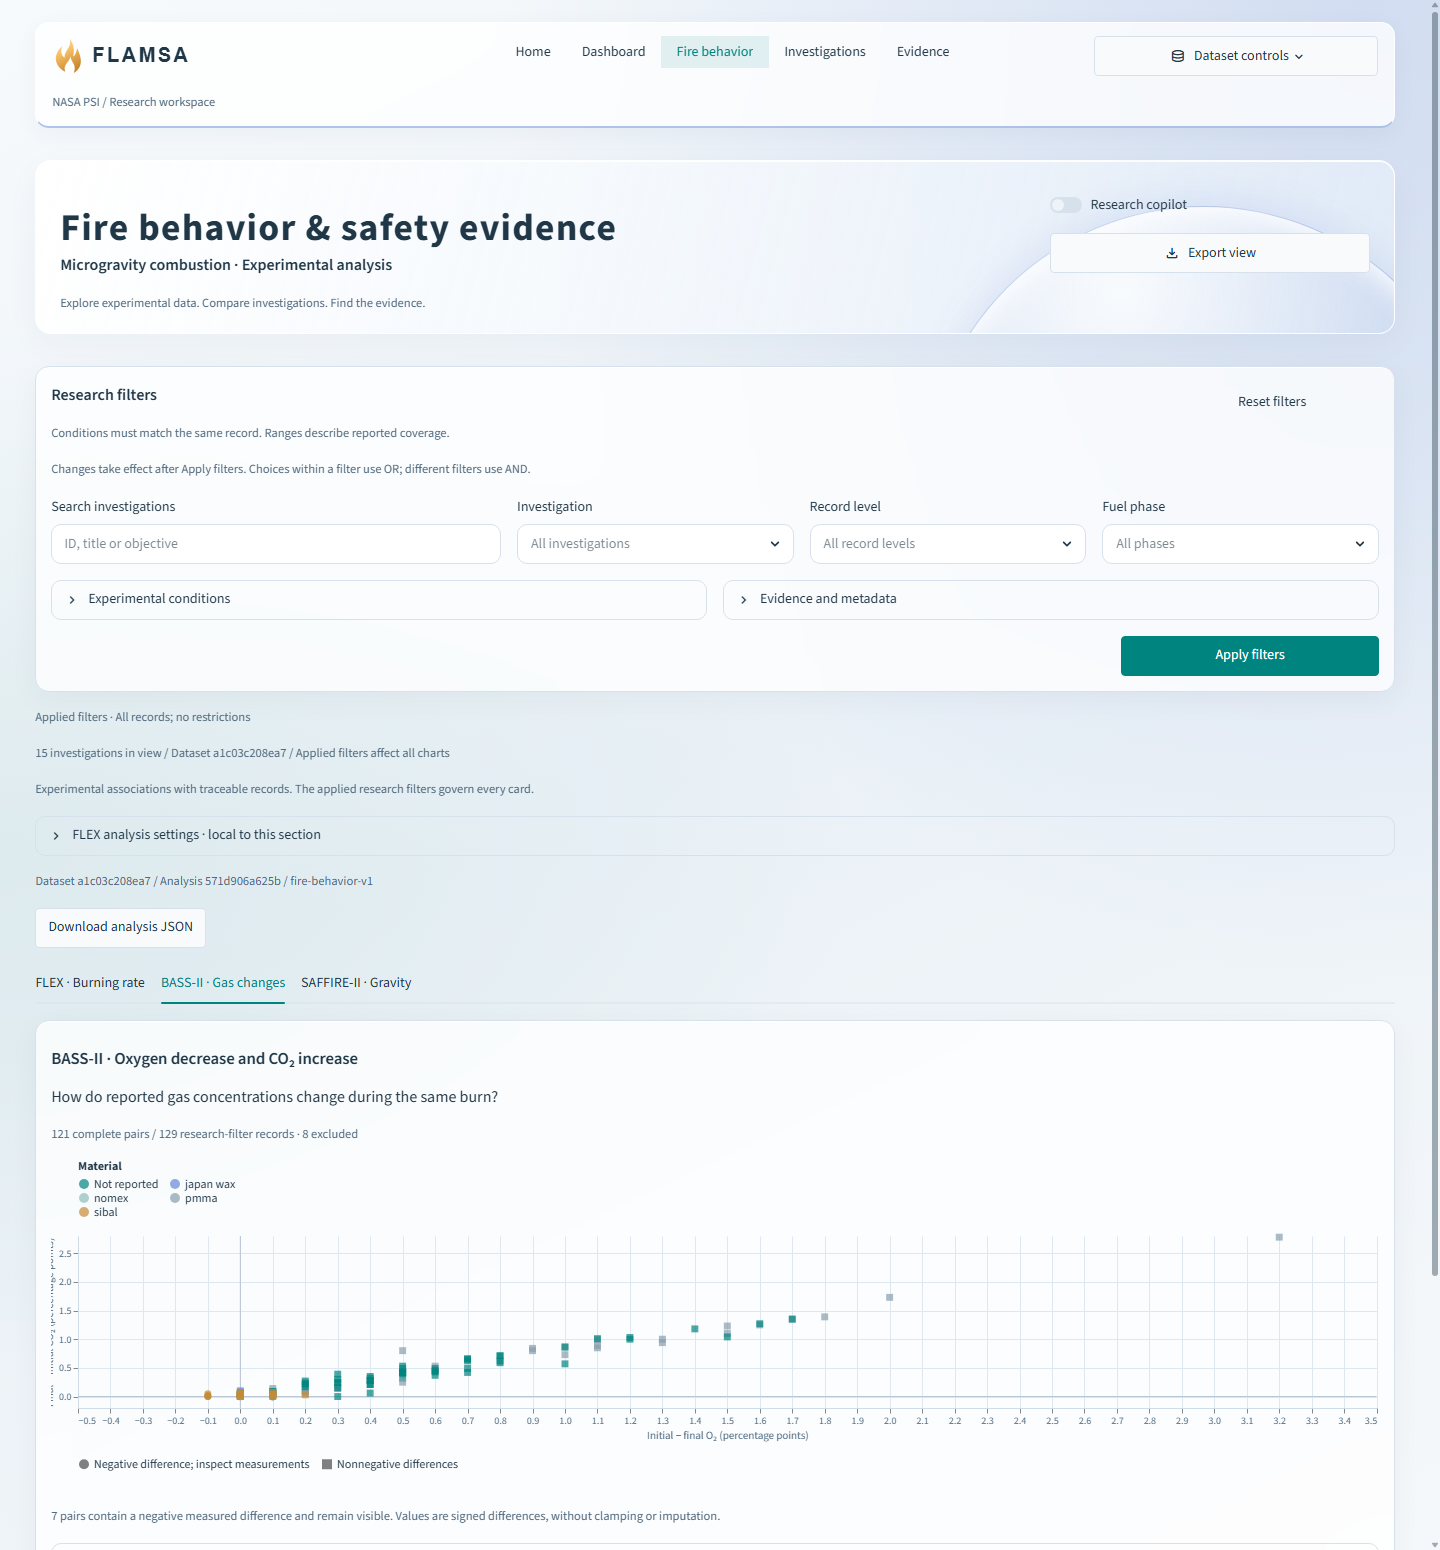 FLAMSA
Home Dashboard Fire behavior Investigations Evidence
Dataset controls
NASA PSI / Research workspace
Fire behavior & safety evidence
Microgravity combustion · Experimental analysis
Explore experimental data. Compare investigations. Find the evidence.
Research copilot
Export view
Research filters
Reset filters
Conditions must match the same record. Ranges describe reported coverage.
Changes take effect after Apply filters. Choices within a filter use OR; different filters use AND.
Search investigations Investigation Record level Fuel phase
ID, title or objective All investigations All record levels All phases
Experimental conditions Evidence and metadata
Apply filters
Applied filters · All records; no restrictions
15 investigations in view / Dataset a1c03c208ea7 / Applied filters affect all charts
Experimental associations with traceable records. The applied research filters govern every card.
FLEX analysis settings · local to this section
Dataset a1c03c208ea7 / Analysis 571d906a625b / fire-behavior-v1
Download analysis JSON
FLEX · Burning rate BASS-II · Gas changes SAFFIRE-II · Gravity
BASS-II · Oxygen decrease and CO₂ increase
How do reported gas concentrations change during the same burn?
121 complete pairs / 129 research-filter records · 8 excluded
Material
Not reported japan wax
nomex pmma
sibal
2.5
2.0
1.5
1.0
0.5
0.0
−0.5 −0.4 −0.3 −0.2 −0.1 0.0 0.1 0.2 0.3 0.4 0.5 0.6 0.7 0.8 0.9 1.0 1.1 1.2 1.3 1.4 1.5 1.6 1.7 1.8 1.9 2.0 2.1 2.2 2.3 2.4 2.5 2.6 2.7 2.8 2.9 3.0 3.1 3.2 3.3 3.4 3.5
Initial − final O₂ (percentage points)
Negative difference; inspect measurements Nonnegative differences
7 pairs contain a negative measured difference and remain visible. Values are signed differences, without clamping or imputation.